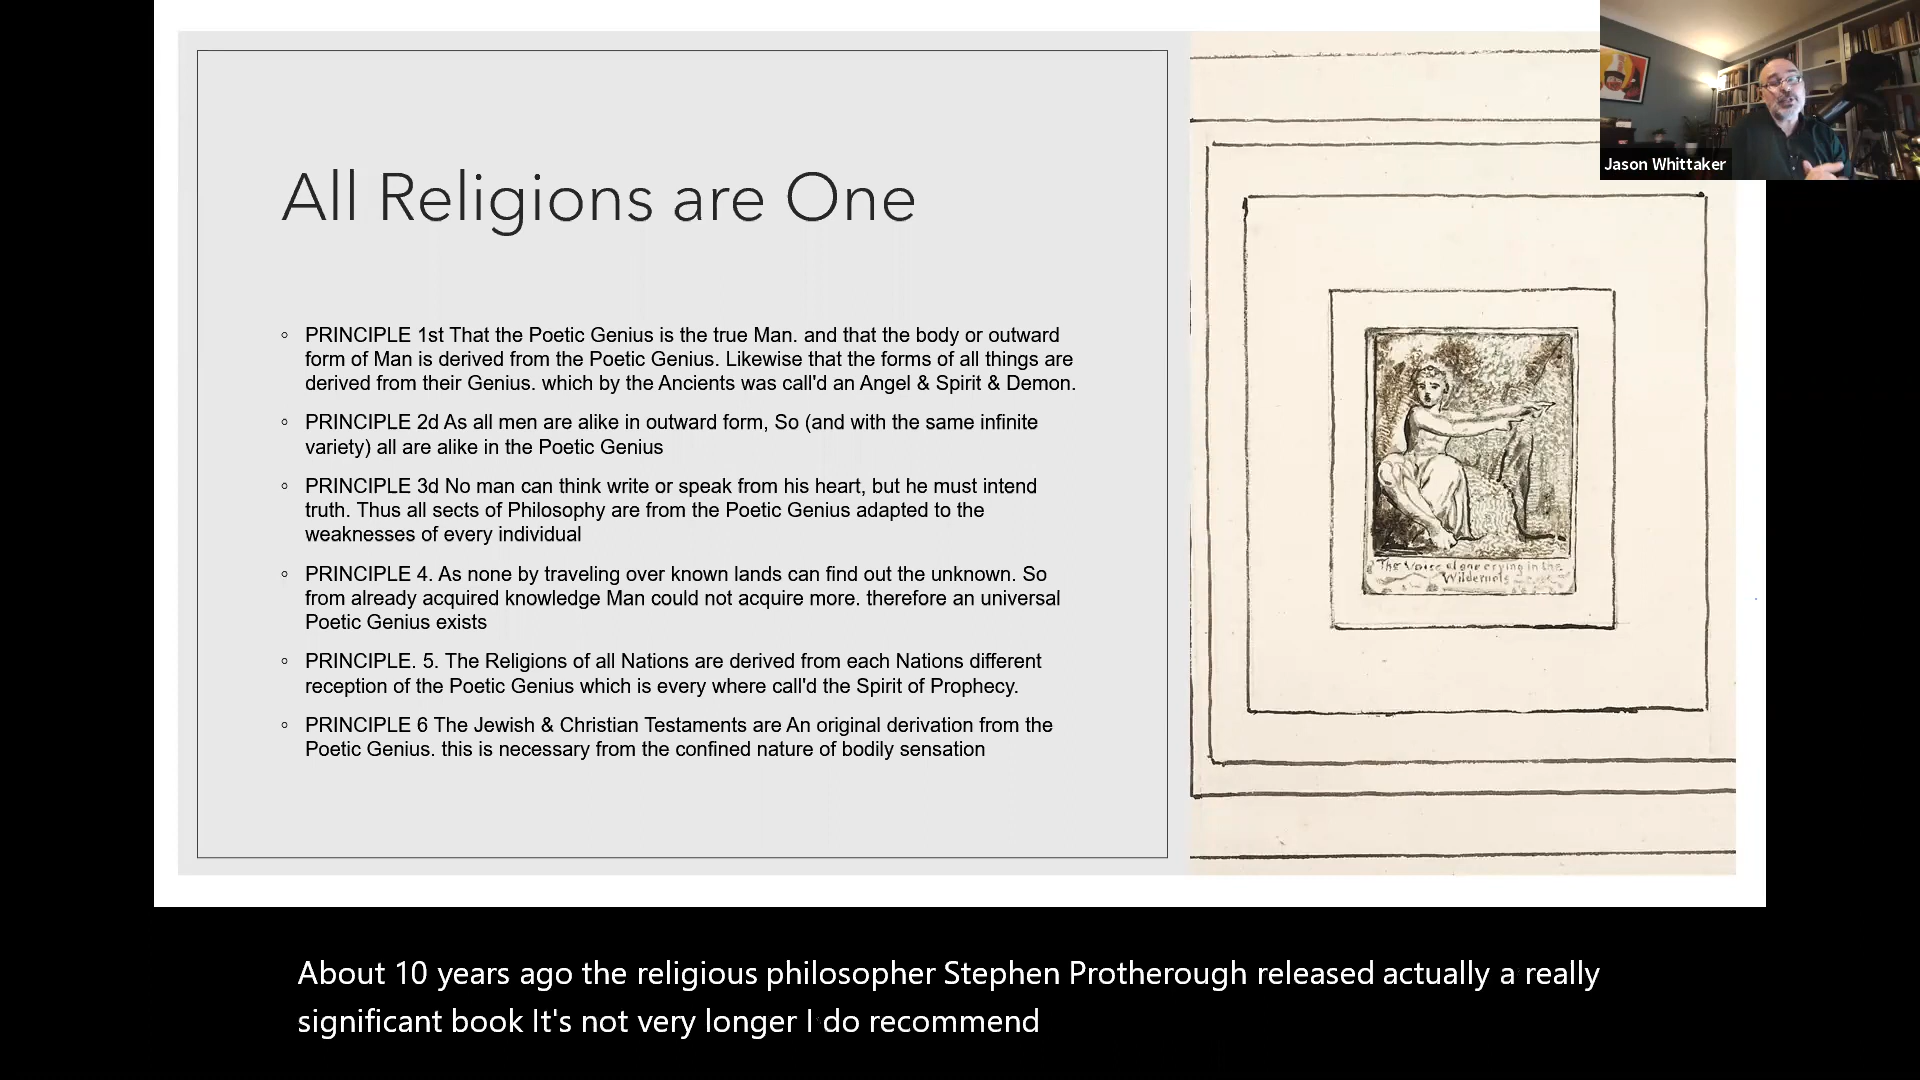 Jason Whittaker
All Religions are One
◦ PRINCIPLE 1st That the Poetic Genius is the true Man. and that the body or outward
form of Man is derived from the Poetic Genius. Likewise that the forms of all things are
derived from their Genius. which by the Ancients was call'd an Angel & Spirit & Demon.
◦ PRINCIPLE 2d As all men are alike in outward form, So (and with the same infinite
variety) all are alike in the Poetic Genius
◦ PRINCIPLE 3d No man can think write or speak from his heart, but he must intend
truth. Thus all sects of Philosophy are from the Poetic Genius adapted to the
weaknesses of every individual
◦ PRINCIPLE 4. As none by traveling over known lands can find out the unknown. So
from already acquired knowledge Man could not acquire more. therefore an universal
Poetic Genius exists
◦ PRINCIPLE. 5. The Religions of all Nations are derived from each Nations different
reception of the Poetic Genius which is every where call'd the Spirit of Prophecy.
◦ PRINCIPLE 6 The Jewish & Christian Testaments are An original derivation from the
Poetic Genius. this is necessary from the confined nature of bodily sensation
The Voice of one crying in the
Wilderness
About 10 years ago the religious philosopher Stephen Protherough released actually a really
significant book It's not very longer I do recommend